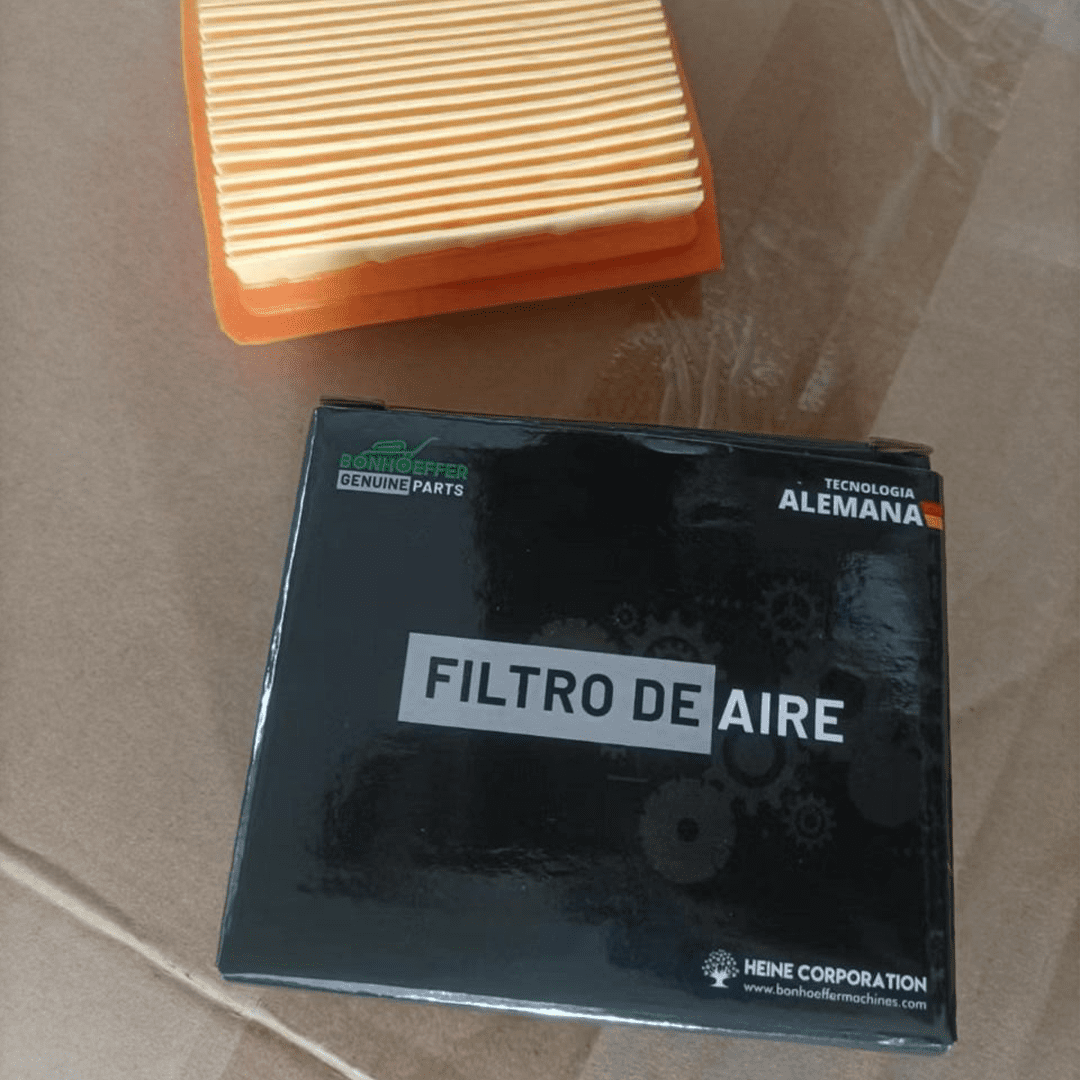 BONHOEFFER
GENUINE PARTS
TECNOLOGIA
ALEMANA
FILTRO DE AIRE
HEINE CORPORATION
www.bonhoeffermachines.com